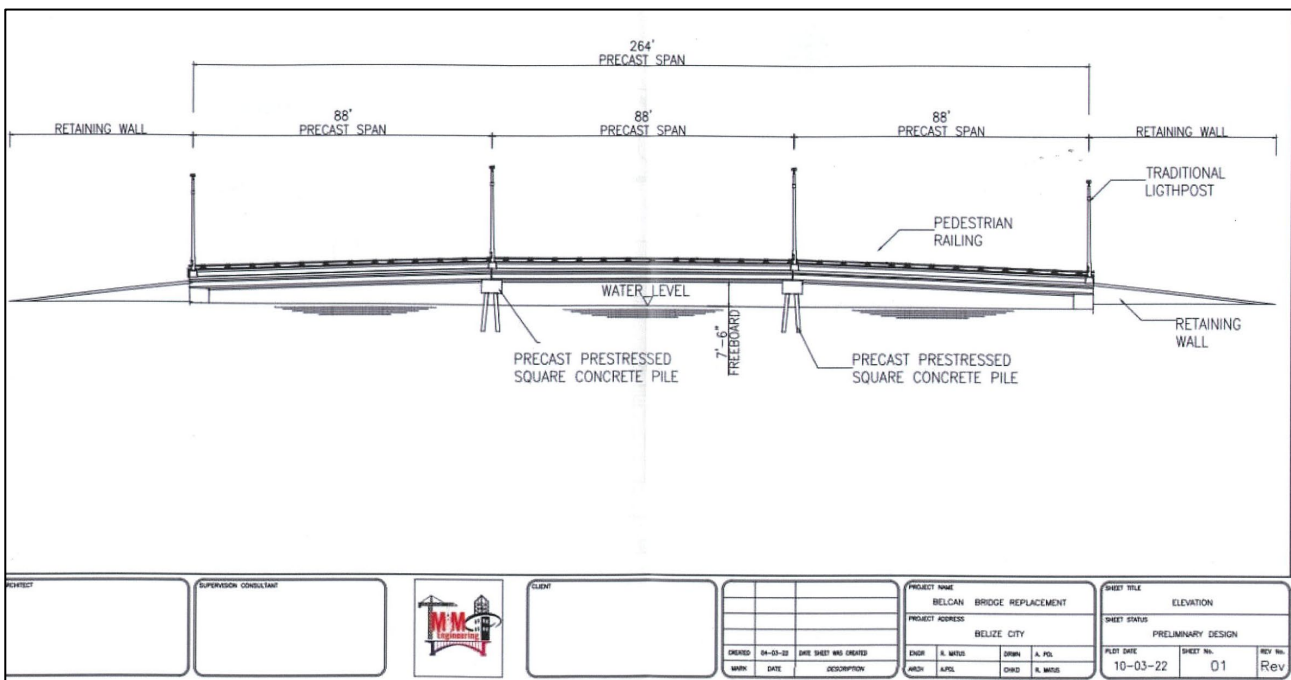 264'
PRECAST SPAN
RETAINING WALL
88'
PRECAST SPAN
88'
PRECAST SPAN
88'
PRECAST SPAN
RETAINING WALL
TRADITIONAL
LIGTHPOST
PEDESTRIAN
RAILING
WATER LEVEL
7'-6"
FREEBOARD
RETAINING
WALL
PRECAST PRESTRESSED
SQUARE CONCRETE PILE
PRECAST PRESTRESSED
SQUARE CONCRETE PILE
RCHITECT
SUPERVISION CONSULTANT
M&M
Engineering
CLIENT
CREATED 04-03-22 DATE SHEET WAS CREATED
MARK DATE DESCRIPTION
PROJECT NAME
BELCAN BRIDGE REPLACEMENT
PROJECT ADDRESS
BELIZE CITY
ENGR R. MATUS DRWN A. POL
ARCH A.POL CHKD R. MATUS
SHEET TITLE
ELEVATION
SHEET STATUS
PRELIMINARY DESIGN
PLOT DATE SHEET No. REV No.
10-03-22 01 Rev